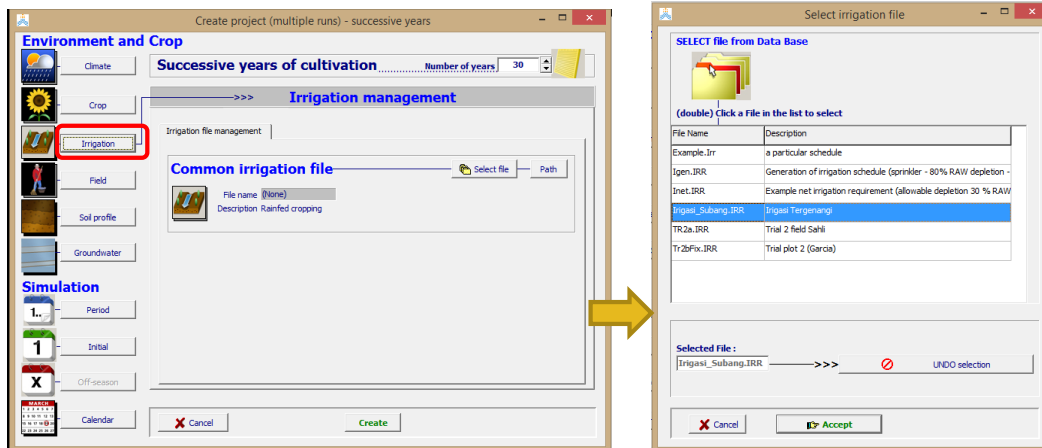 Create project (multiple runs) - successive years
Environment and Crop
Climate
Crop
Irrigation
Field
Soil profile
Groundwater
Simulation
1..
Period
1
Initial
X
Off-season
MARCH
Calendar
Successive years of cultivation
Number of years 30
>>> Irrigation management
Irrigation file management
Common irrigation file
Select file
Path
File name (None)
Description Rainfed cropping
Cancel
Create
Select irrigation file
SELECT file from Data Base
(double) Click a File in the list to select
File Name Description
Example.Irr a particular schedule
Igen.IRR Generation of irrigation schedule (sprinkler - 80% RAW depletion -
Inet.IRR Example net irrigation requirement (allowable depletion 30 % RAW
Irigasi_Subang.IRR Irigasi Tergenangi
TR2a.IRR Trial 2 field Sahli
Tr2bFix.IRR Trial plot 2 (Garcia)
Selected File :
Irigasi_Subang.IRR >>> UNDO selection
Cancel
Accept